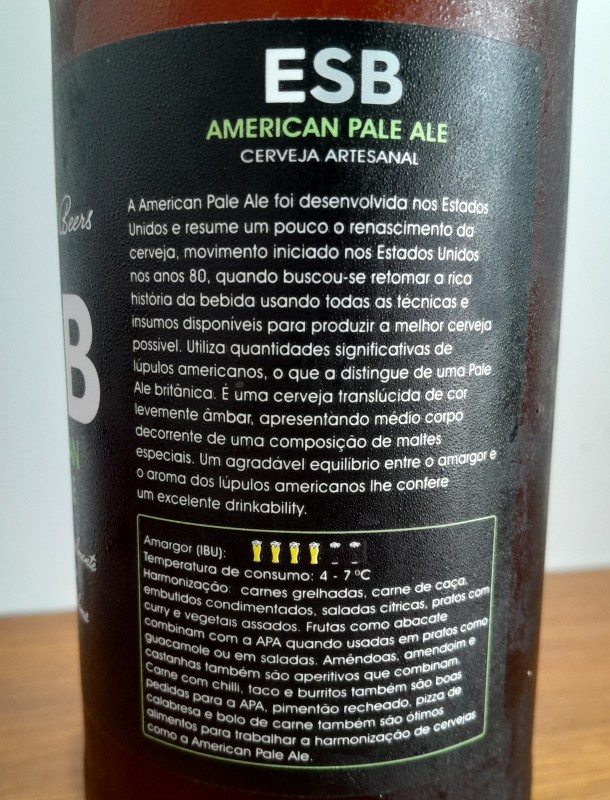 ESB
AMERICAN PALE ALE
CERVEJA ARTESANAL
A American Pale Ale foi desenvolvida nos Estados
Unidos e resume um pouco o renascimento da
cerveja, movimento iniciado nos Estados Unidos
nos anos 80, quando buscou-se retomar a rica
história da bebida usando todas as técnicas e
insumos disponíveis para produzir a melhor cerveja
possivel. Utiliza quantidades significativas de
lúpulos americanos, o que a distingue de uma Pale
Ale britânica. É uma cerveja translúcida de cor
levemente âmbar, apresentando médio corpo
decorrente de uma composição de maltes
especiais. Um agradável equilíbrio entre o amargor e
o aroma dos lúpulos americanos lhe confere
um excelente drinkability.
Amargor (IBU):
Temperatura de consumo: 4 - 7 ºC
Harmonização: carnes grelhadas, carne de caça.
embutidos condimentados, saladas cítricas, pratos com
curry e vegetais assados. Frutas como abacate
combinam com a APA quando usadas em pratos como
guacamole ou em saladas. Amêndoas, amendoim e
castanhas também são aperitivos que combinam.
Carne com chilli, taco e burritos também são boas
pedidas para a APA, pimentão recheado, pizza de
calabresa e bolo de carne também são ótimos
alimentos para trabalhar a harmonização de cervejas
como a American Pale Ale.
Beers
B